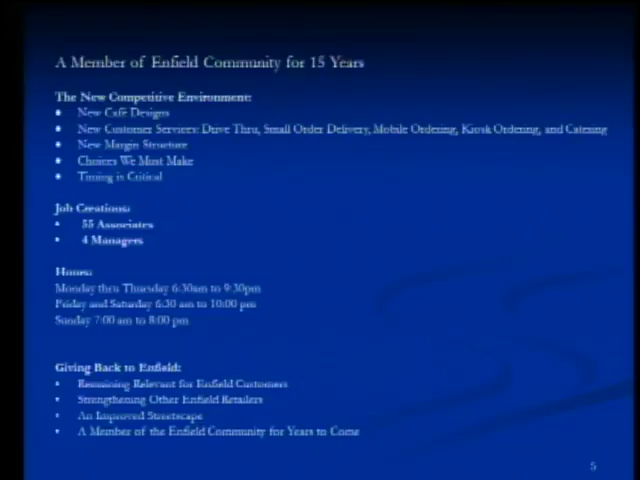 A Member of Enfield Community for 15 Years
The New Competitive Environment:
• New Café Designs
• New Customer Services: Drive Thru, Small Order Delivery, Mobile Ordering, Kiosk Ordering, and Catering
• New Margin Structure
• Choices We Must Make
• Timing is Critical
Job Creations:
• 55 Associates
• 4 Managers
Hours:
Monday thru Thursday 6:30am to 9:30pm
Friday and Saturday 6:30 am to 10:00 pm
Sunday 7:00 am to 8:00 pm
Giving Back to Enfield:
• Remaining Relevant for Enfield Customers
• Strengthening Other Enfield Retailers
• An Improved Streetscape
• A Member of the Enfield Community for Years to Come
5